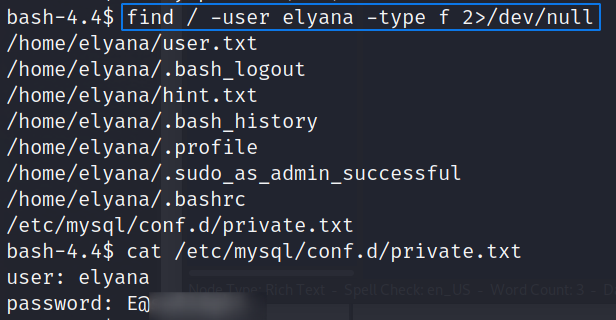 bash-4.4$ find / -user elyana -type f 2>/dev/null
/home/elyana/user.txt
/home/elyana/.bash_logout
/home/elyana/hint.txt
/home/elyana/.bash_history
/home/elyana/.profile
/home/elyana/.sudo_as_admin_successful
/home/elyana/.bashrc
/etc/mysql/conf.d/private.txt
bash-4.4$ cat /etc/mysql/conf.d/private.txt
user: elyana
Node Type: Rich Text - Spell Check: en_US - Word Count: 3 - Da
password: E@